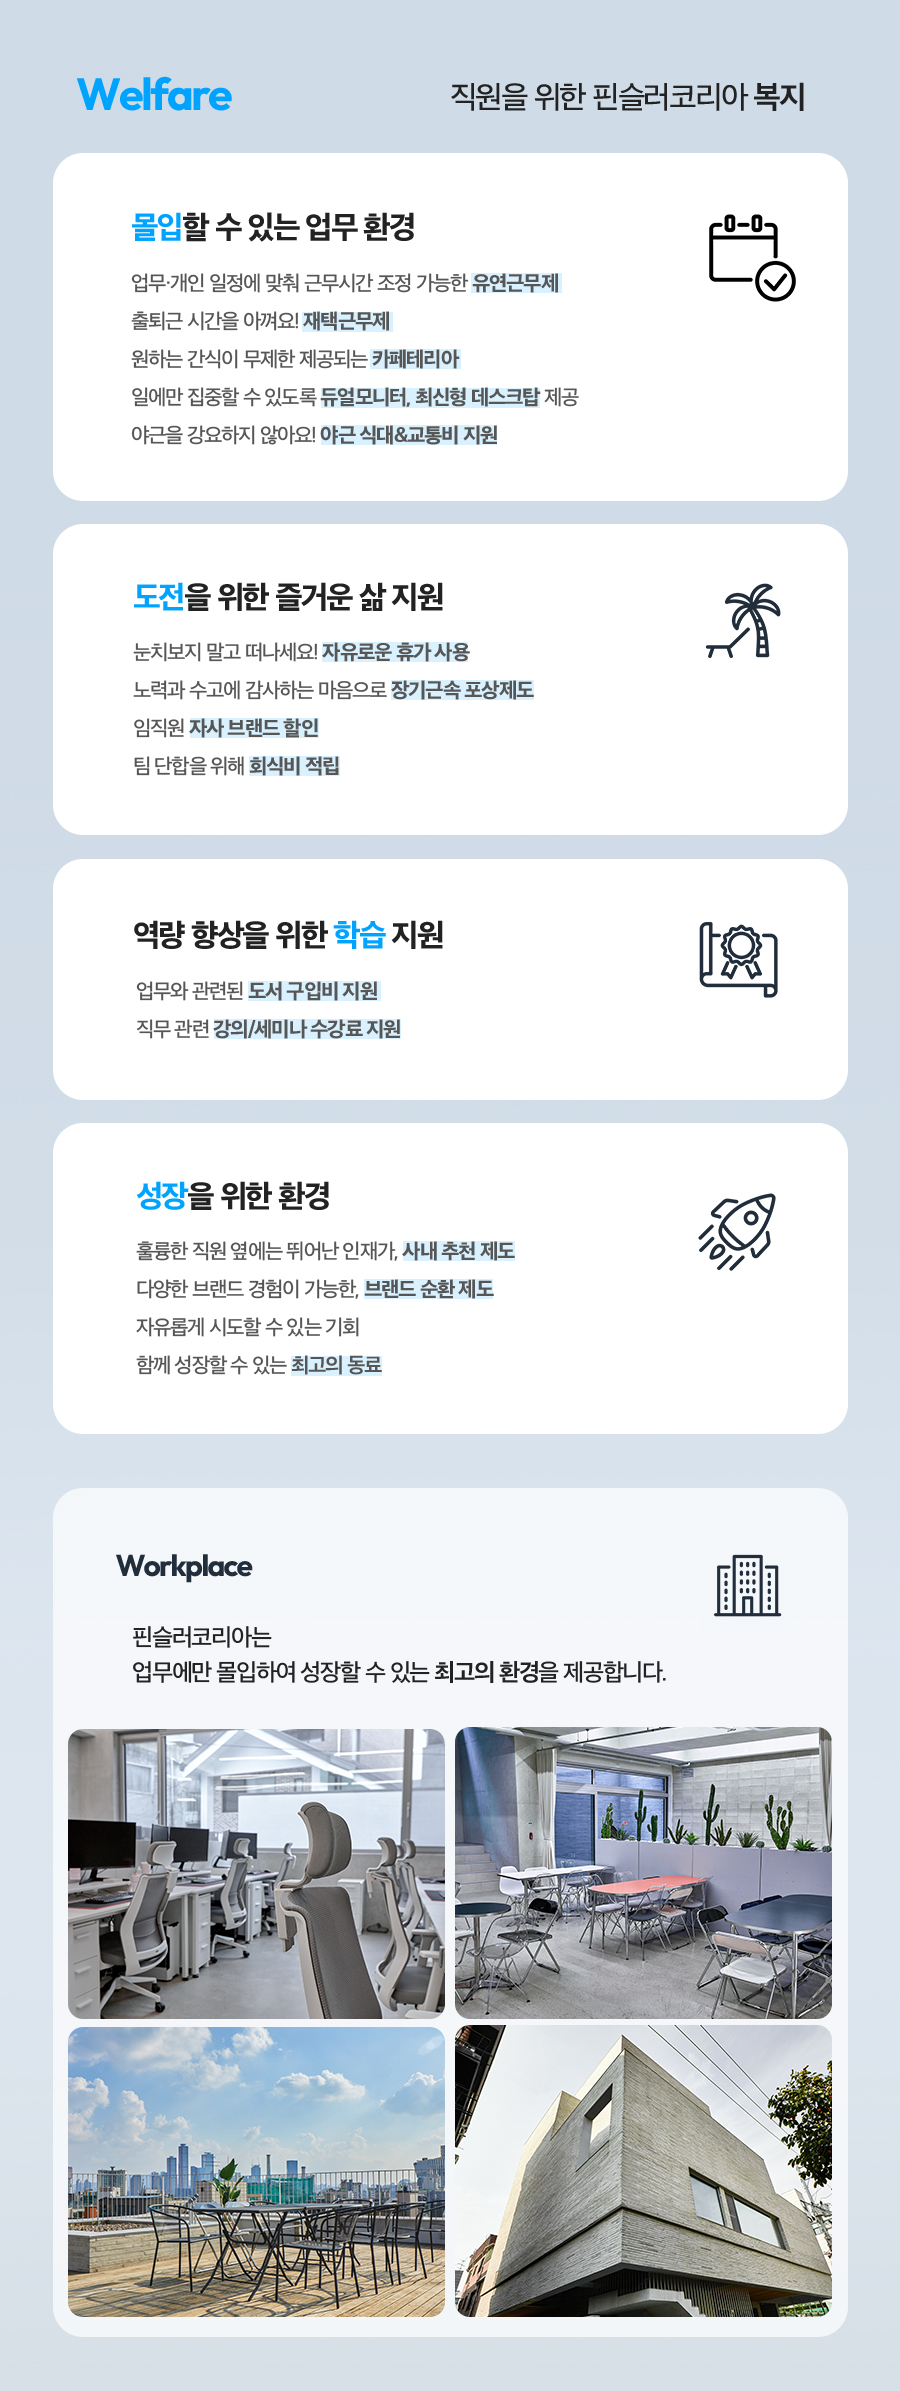 Welfare
직원을 위한 핀슬러코리아 복지
몰입할 수 있는 업무 환경
업무·개인 일정에 맞춰 근무시간 조정 가능한 유연근무제
출퇴근 시간을 아껴요! 재택근무제
원하는 간식이 무제한 제공되는 카페테리아
일에만 집중할 수 있도록 듀얼모니터, 최신형 데스크탑 제공
야근을 강요하지 않아요! 야근 식대&교통비 지원
도전을 위한 즐거운 삶 지원
눈치보지 말고 떠나세요! 자유로운 휴가 사용
노력과 수고에 감사하는 마음으로 장기근속 포상제도
임직원 자사 브랜드 할인
팀 단합을 위해 회식비 적립
역량 향상을 위한 학습 지원
업무와 관련된 도서 구입비 지원
직무 관련 강의/세미나 수강료 지원
성장을 위한 환경
훌륭한 직원 옆에는 뛰어난 인재가, 사내 추천 제도
다양한 브랜드 경험이 가능한, 브랜드 순환 제도
자유롭게 시도할 수 있는 기회
함께 성장할 수 있는 최고의 동료
Workplace
핀슬러코리아는
업무에만 몰입하여 성장할 수 있는 최고의 환경을 제공합니다.